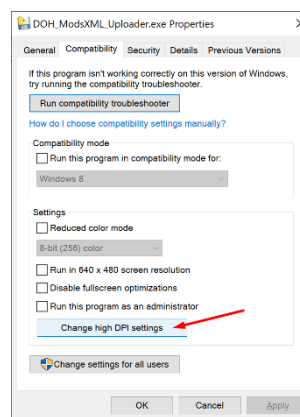 DOH_ModsXML_Uploader.exe Properties
General Compatibility Security Details Previous Versions
If this program isn't working correctly on this version of Windows,
try running the compatibility troubleshooter.
Run compatibility troubleshooter
How do I choose compatibility settings manually?
Compatibility mode
Run this program in compatibility mode for:
Windows 8
Settings
Reduced color mode
8-bit (256) color
Run in 640 x 480 screen resolution
Disable fullscreen optimizations
Run this program as an administrator
Change high DPI settings
Change settings for all users
OK Cancel Apply